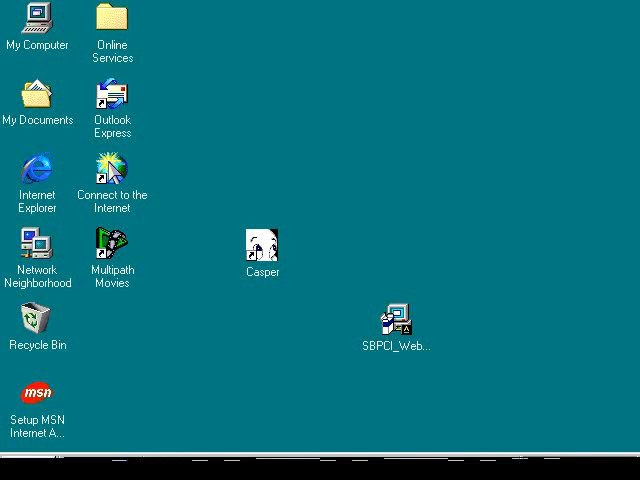 My Computer
Online
Services
My Documents
Outlook
Express
Internet
Explorer
Connect to the
Internet
Network
Neighborhood
Multipath
Movies
Casper
Recycle Bin
SBPCI_Web...
msn
Setup MSN
Internet A...